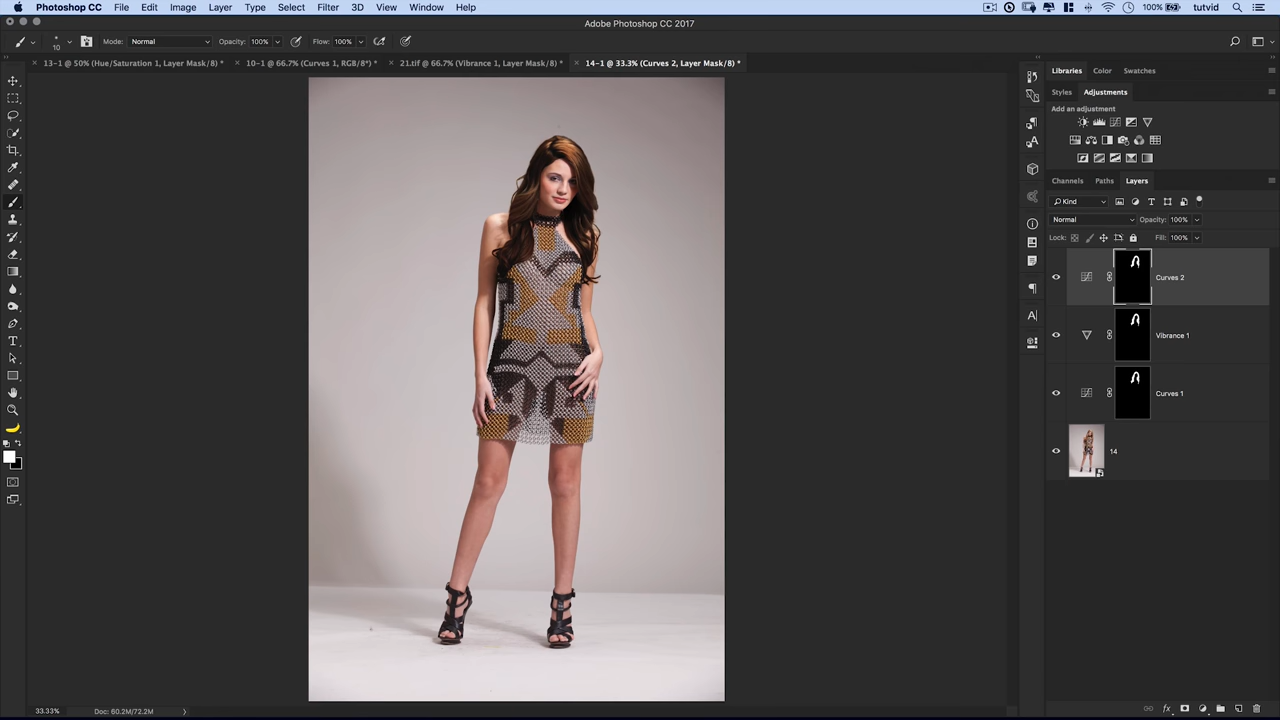 Photoshop CC File Edit Image Layer Type Select Filter 3D View Window Help 100% tutvid
Adobe Photoshop CC 2017
10 Mode: Normal Opacity: 100% Flow: 100%
13-1 @ 50% (Hue/Saturation 1, Layer Mask/8) * 10-1 @ 66.7% (Curves 1, RGB/8*) * 21.tif @ 66.7% (Vibrance 1, Layer Mask/8) * 14-1 @ 33.3% (Curves 2, Layer Mask/8) *
Libraries Color Swatches
Styles Adjustments
Add an adjustment
Channels Paths Layers
Kind
Normal Opacity: 100%
Lock: Fill: 100%
Curves 2
Vibrance 1
Curves 1
14
33.33% Doc: 60.2M/72.2M